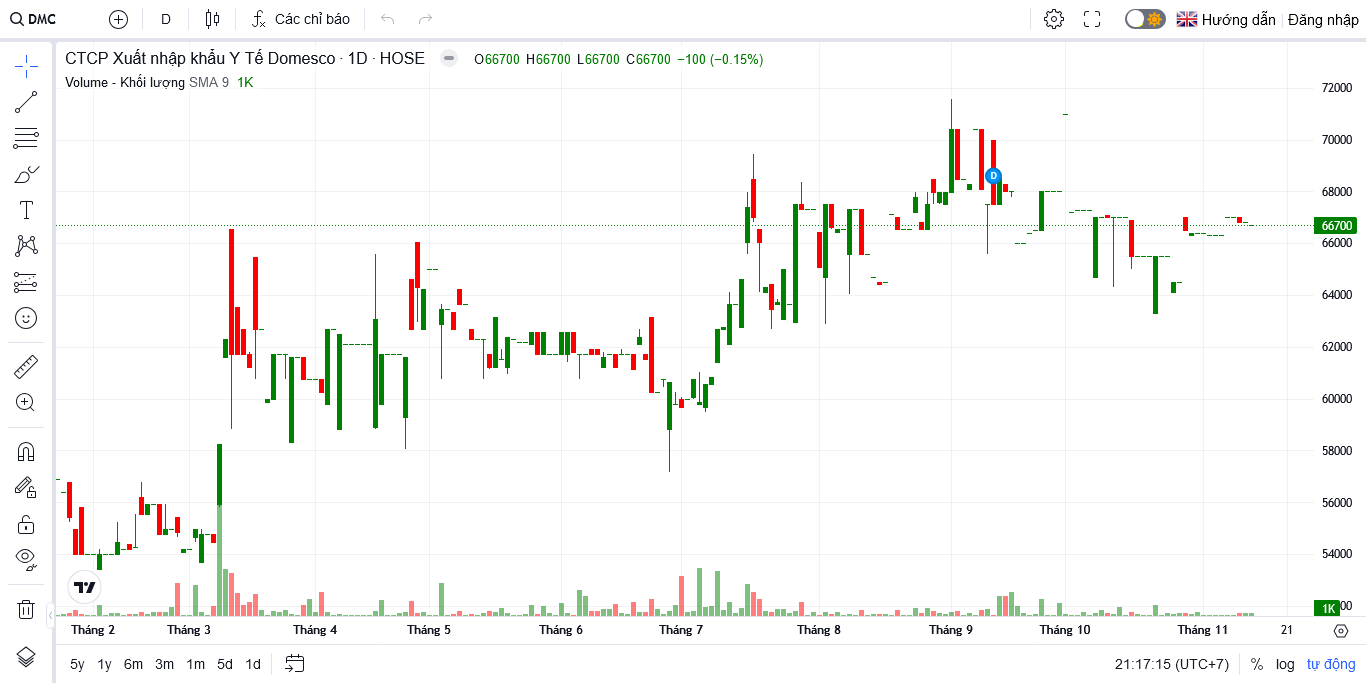 DMC D Các chỉ báo Hướng dẫn Đăng nhập
CTCP Xuất nhập khẩu Y Tế Domesco · 1D · HOSE O66700 H66700 L66700 C66700 −100 (−0.15%)
Volume - Khối lượng SMA 9 1K
72000
70000
68000
D
66700
66000
64000
62000
60000
58000
56000
54000
1K 00
Tháng 2 Tháng 3 Tháng 4 Tháng 5 Tháng 6 Tháng 7 Tháng 8 Tháng 9 Tháng 10 Tháng 11 21
5y 1y 6m 3m 1m 5d 1d 21:17:15 (UTC+7) % log tự động